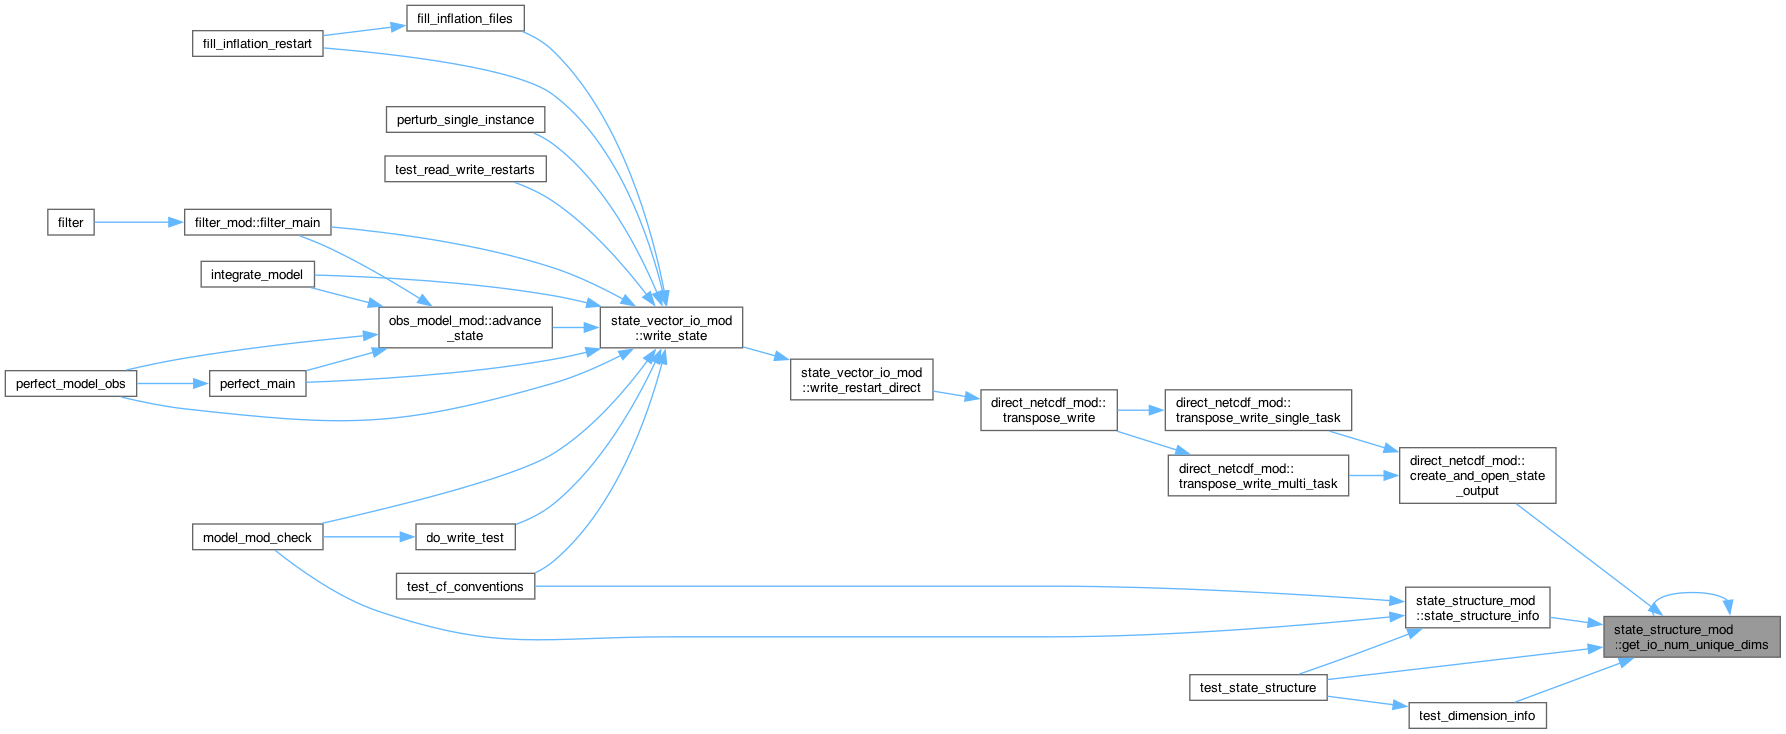 fill_inflation_files
fill_inflation_restart
perturb_single_instance
test_read_write_restarts
filter
filter_mod::filter_main
integrate_model
obs_model_mod::advance
_state
state_vector_io_mod
::write_state
perfect_model_obs
perfect_main
state_vector_io_mod
::write_restart_direct
direct_netcdf_mod::
transpose_write
direct_netcdf_mod::
transpose_write_single_task
direct_netcdf_mod::
transpose_write_multi_task
direct_netcdf_mod::
create_and_open_state
_output
model_mod_check
do_write_test
test_cf_conventions
state_structure_mod
::state_structure_info
state_structure_mod
::get_io_num_unique_dims
test_state_structure
test_dimension_info